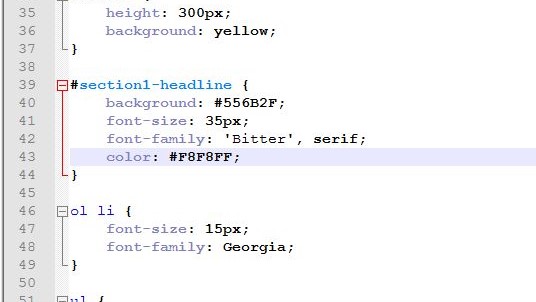 35 height: 300px;
36 background: yellow;
37 }
38
39 #section1-headline {
40 background: #556B2F;
41 font-size: 35px;
42 font-family: 'Bitter', serif;
43 color: #F8F8FF;
44 }
45
46 ol li {
47 font-size: 15px;
48 font-family: Georgia;
49 }
50
51 ul {